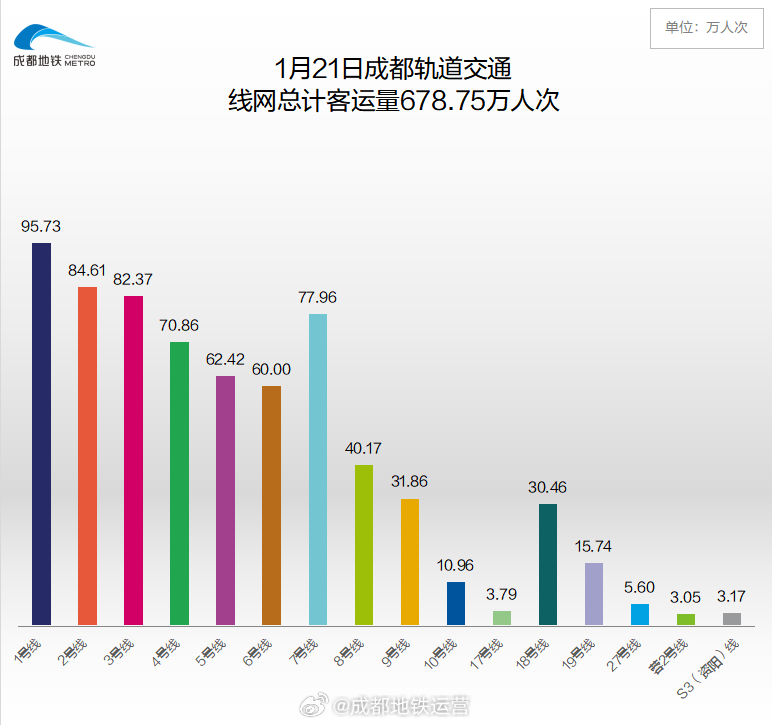 单位：万人次
成都地铁 CHENGDU METRO
1月21日成都轨道交通
线网总计客运量678.75万人次
95.73
84.61
82.37
70.86
62.42
60.00
77.96
40.17
31.86
10.96
3.79
30.46
15.74
5.60
3.05
3.17
1号线
2号线
3号线
4号线
5号线
6号线
7号线
8号线
9号线
10号线
17号线
18号线
19号线
27号线
蓉2号线
S3（资阳）线
@成都地铁运营